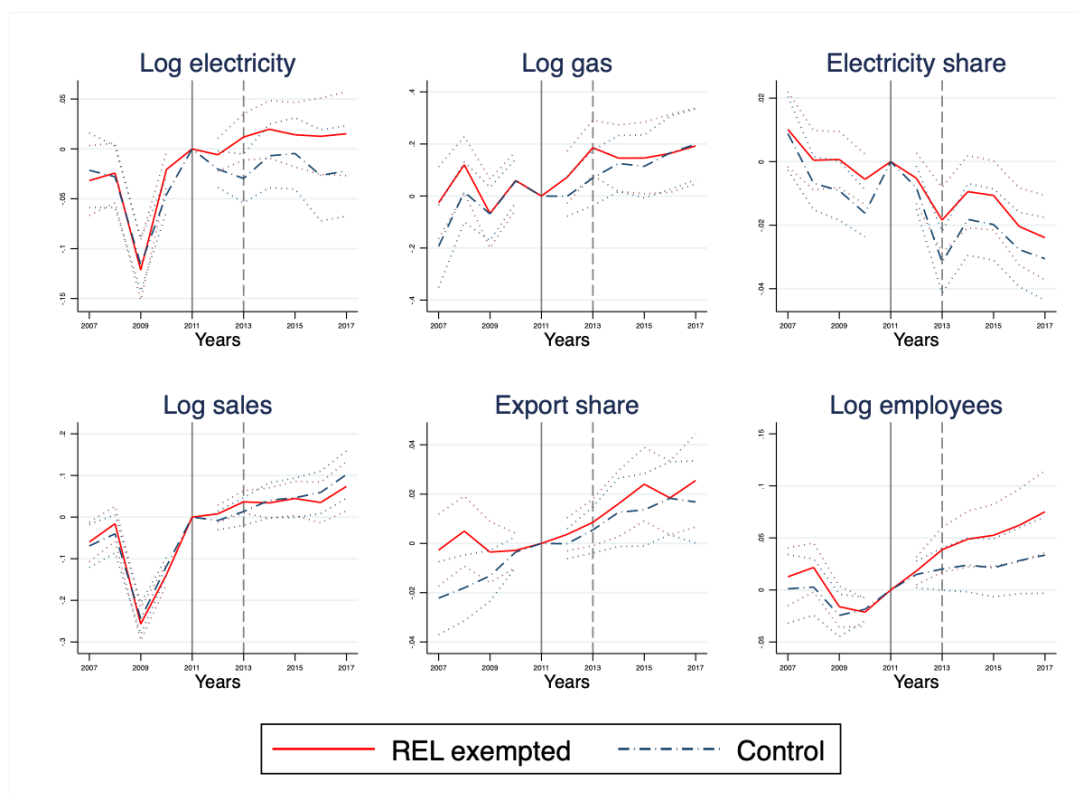 Log electricity
.05
0
-.05
-.1
-.15
2007 2009 2011 2013 2015 2017
Years
Log gas
.4
.2
0
-.2
-.4
2007 2009 2011 2013 2015 2017
Years
Electricity share
.02
0
-.02
-.04
2007 2009 2011 2013 2015 2017
Years
Log sales
.2
.1
0
-.1
-.2
-.3
2007 2009 2011 2013 2015 2017
Years
Export share
.04
.02
0
-.02
-.04
2007 2009 2011 2013 2015 2017
Years
Log employees
.15
.1
.05
0
-.05
2007 2009 2011 2013 2015 2017
Years
REL exempted Control